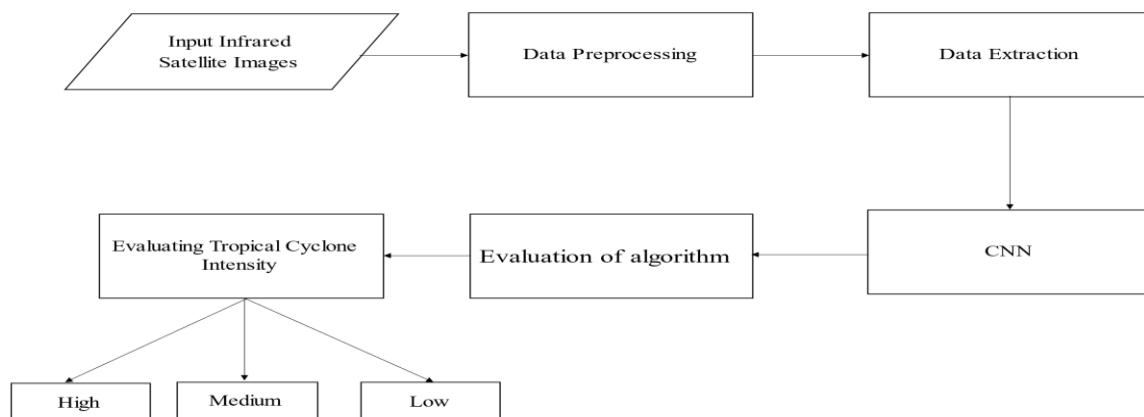 Input Infrared
Satellite Images
Data Preprocessing
Data Extraction
CNN
Evaluation of algorithm
Evaluating Tropical Cyclone
Intensity
High
Medium
Low